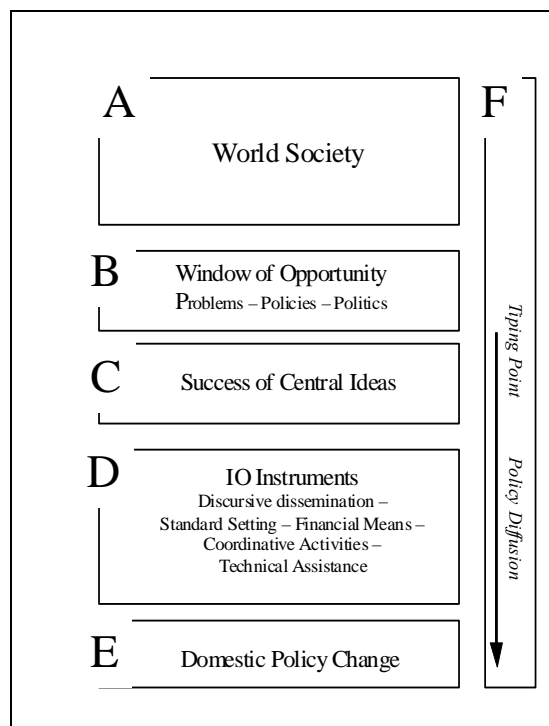 A
World Society
B
Window of Opportunity
Problems – Policies – Politics
C
Success of Central Ideas
D
IO Instruments
Discursive dissemination –
Standard Setting – Financial Means –
Coordinative Activities –
Technical Assistance
E
Domestic Policy Change
F
Tiping Point
Policy Diffusion